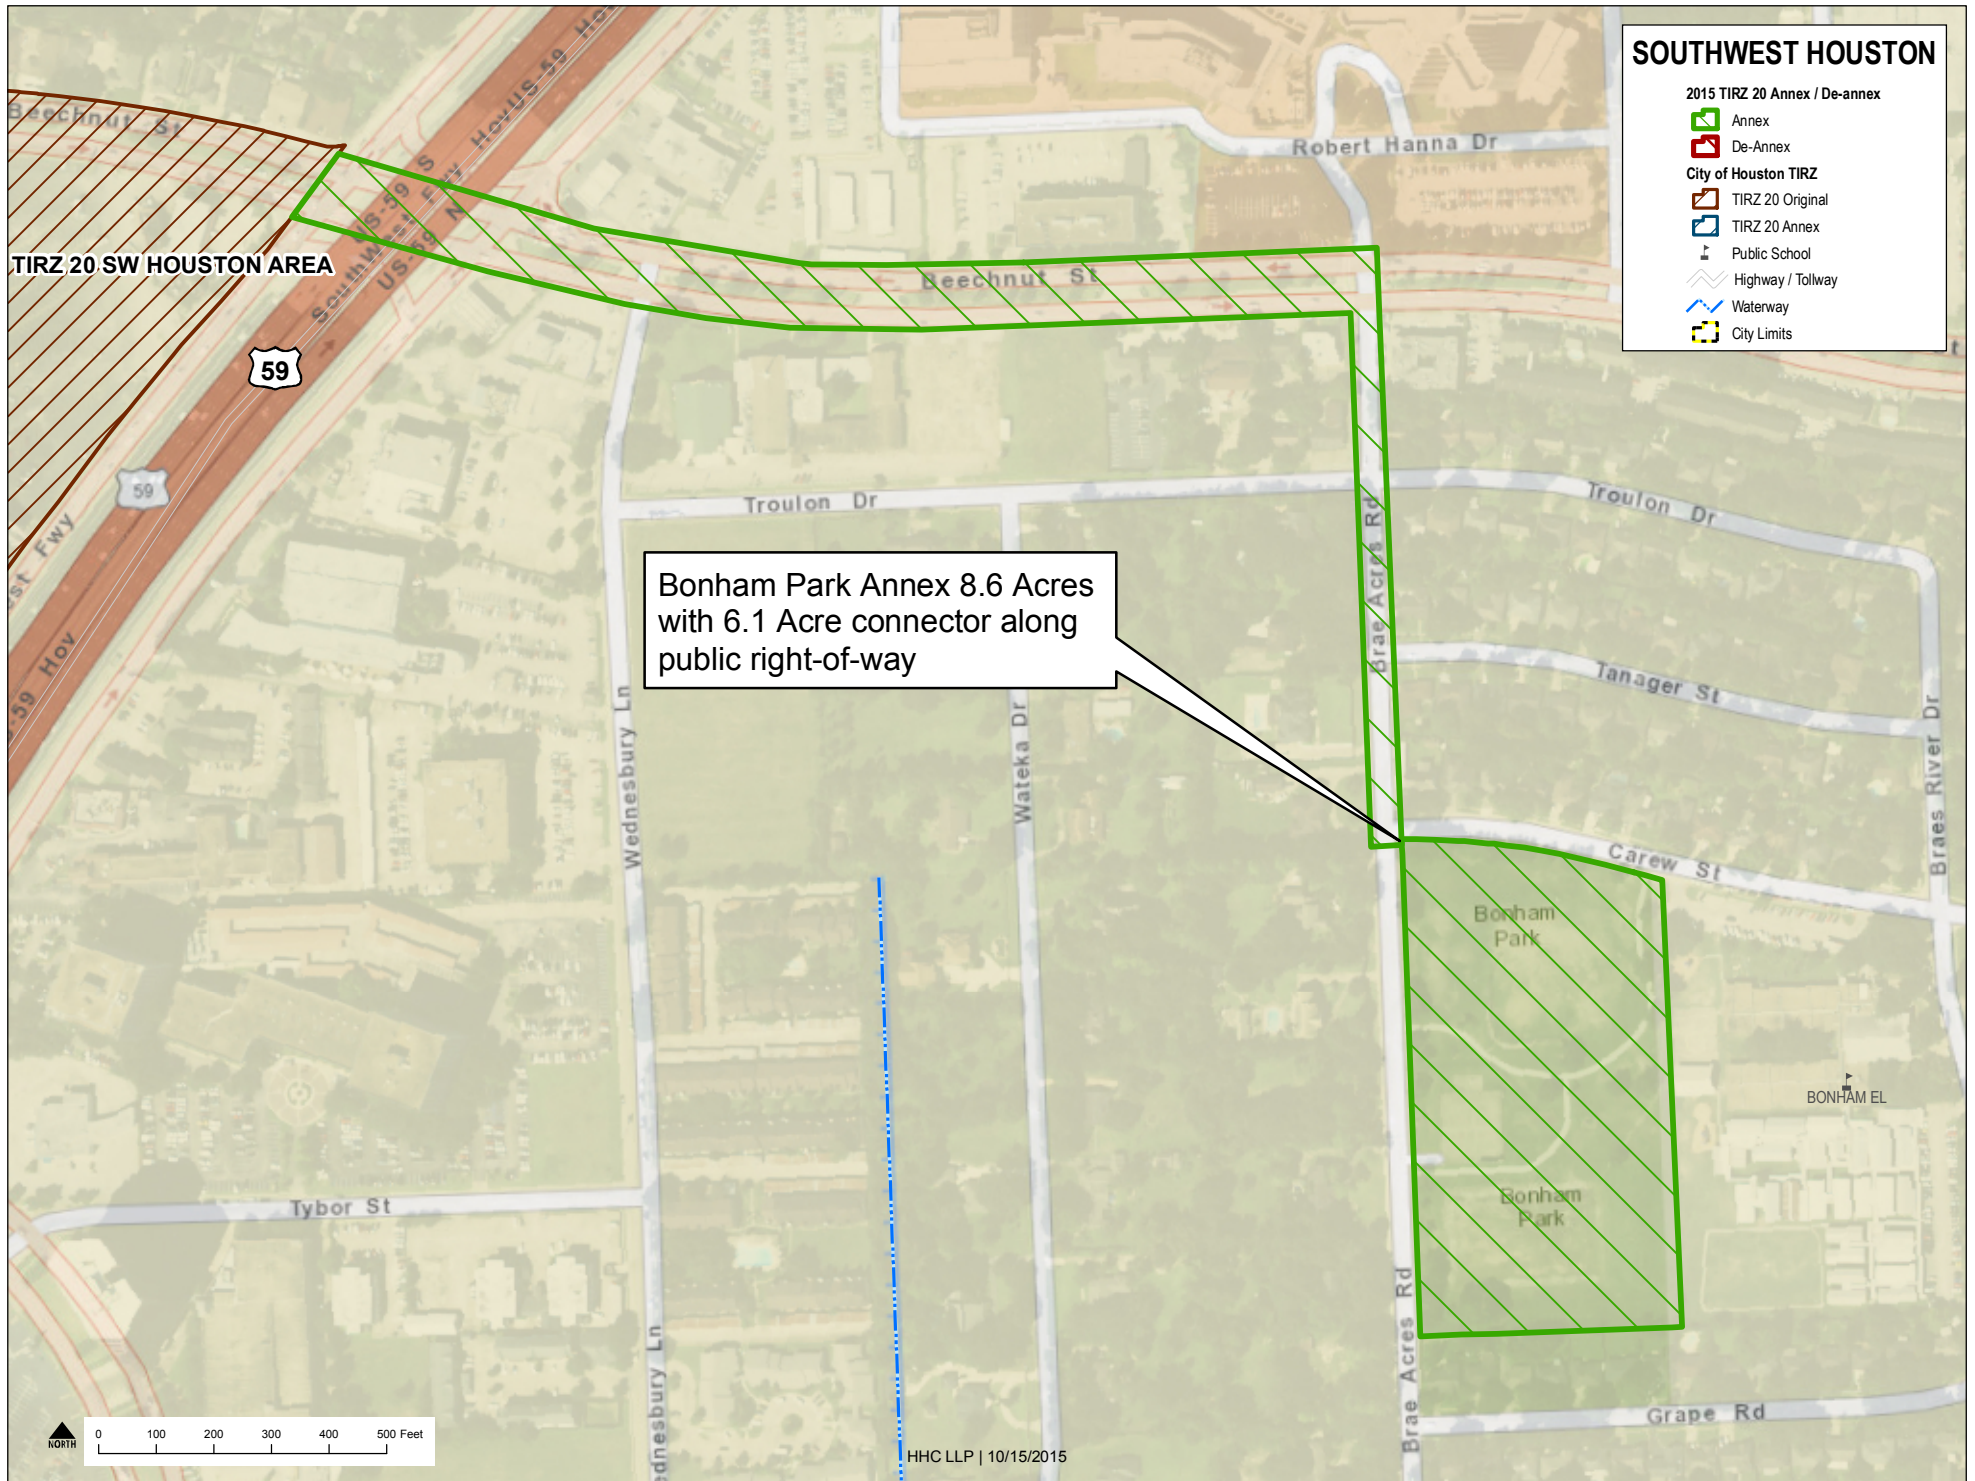 SOUTHWEST HOUSTON
2015 TIRZ 20 Annex / De-annex
Annex
De-Annex
City of Houston TIRZ
TIRZ 20 Original
TIRZ 20 Annex
Public School
Highway / Tollway
Waterway
City Limits
US-59 Hov
Beechnut St
Robert Hanna Dr
US-59 S
SouthWest Fwy
US-59 N
TIRZ 20 SW HOUSTON AREA
Beechnut St
59
59
Troulon Dr
Troulon Dr
Brae Acres Rd
Bonham Park Annex 8.6 Acres
with 6.1 Acre connector along
public right-of-way
Tanager St
Wednesbury Ln
Wateka Dr
Braes River Dr
Carew St
Bonham
Park
BONHAM EL
Tybor St
Bonham
Park
Brae Acres Rd
Grape Rd
NORTH
0 100 200 300 400 500 Feet
HHC LLP | 10/15/2015